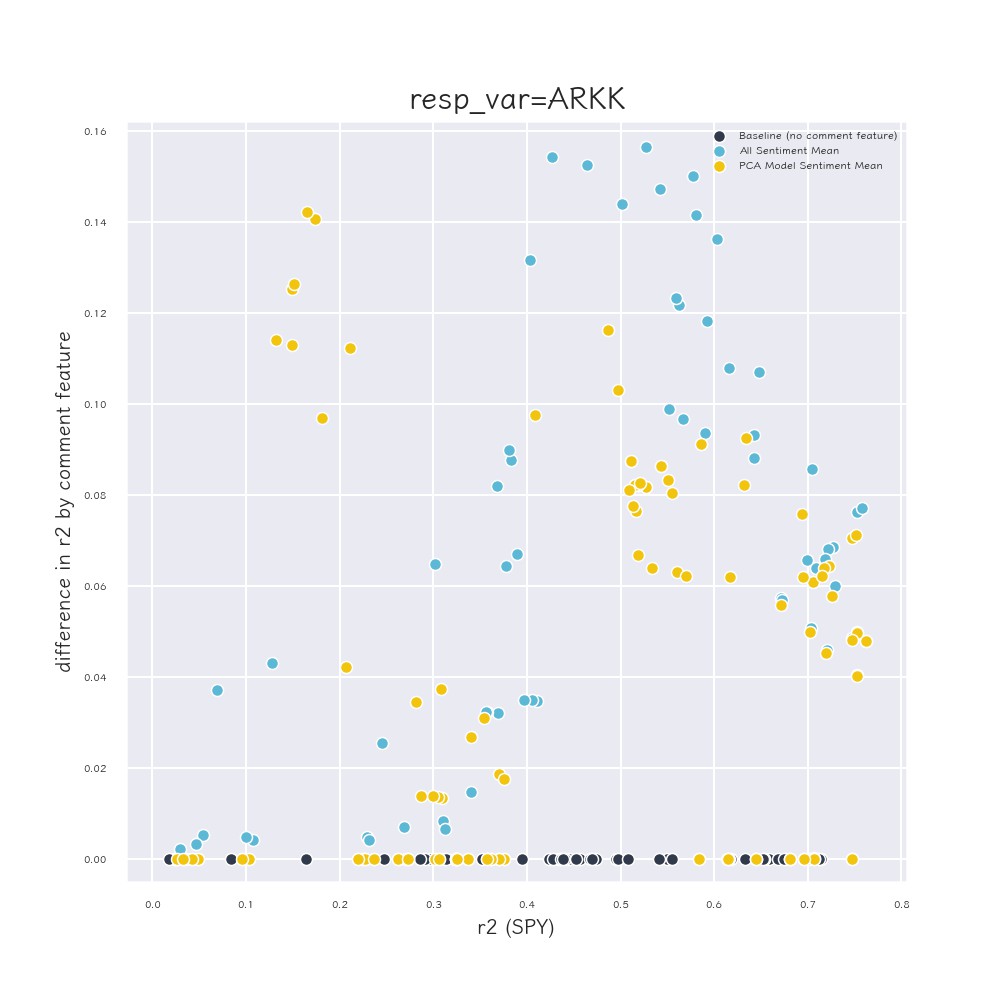 resp_var=ARKK
0.16
0.14
0.12
0.10
0.08
0.06
0.04
0.02
0.00
difference in r2 by comment feature
Baseline (no comment feature)
All Sentiment Mean
PCA Model Sentiment Mean
0.0 0.1 0.2 0.3 0.4 0.5 0.6 0.7 0.8
r2 (SPY)